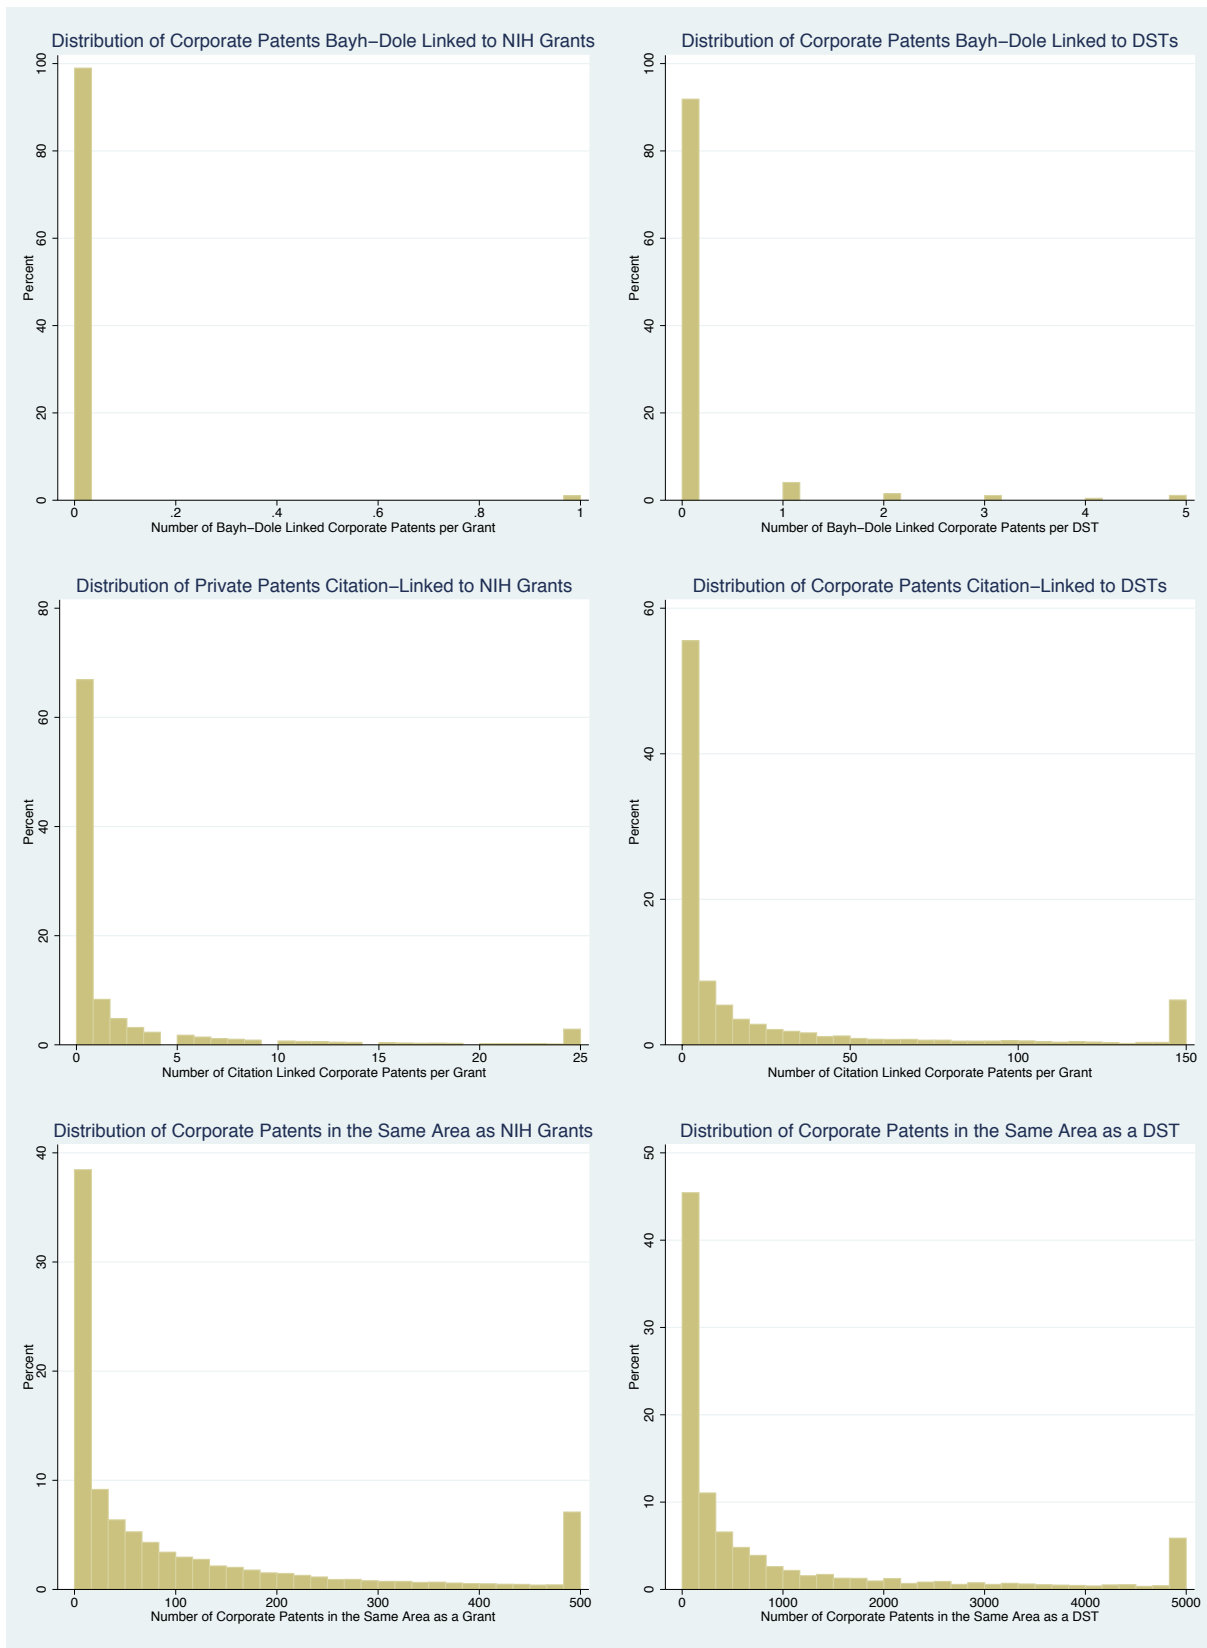 Distribution of Corporate Patents Bayh−Dole Linked to NIH Grants
Percent
0 20 40 60 80 100
0 .2 .4 .6 .8 1
Number of Bayh−Dole Linked Corporate Patents per Grant
Distribution of Corporate Patents Bayh−Dole Linked to DSTs
Percent
0 20 40 60 80 100
0 1 2 3 4 5
Number of Bayh−Dole Linked Corporate Patents per DST
Distribution of Private Patents Citation−Linked to NIH Grants
Percent
0 20 40 60 80
0 5 10 15 20 25
Number of Citation Linked Corporate Patents per Grant
Distribution of Corporate Patents Citation−Linked to DSTs
Percent
0 20 40 60
0 50 100 150
Number of Citation Linked Corporate Patents per Grant
Distribution of Corporate Patents in the Same Area as NIH Grants
Percent
0 10 20 30 40
0 100 200 300 400 500
Number of Corporate Patents in the Same Area as a Grant
Distribution of Corporate Patents in the Same Area as a DST
Percent
0 10 20 30 40 50
0 1000 2000 3000 4000 5000
Number of Corporate Patents in the Same Area as a DST